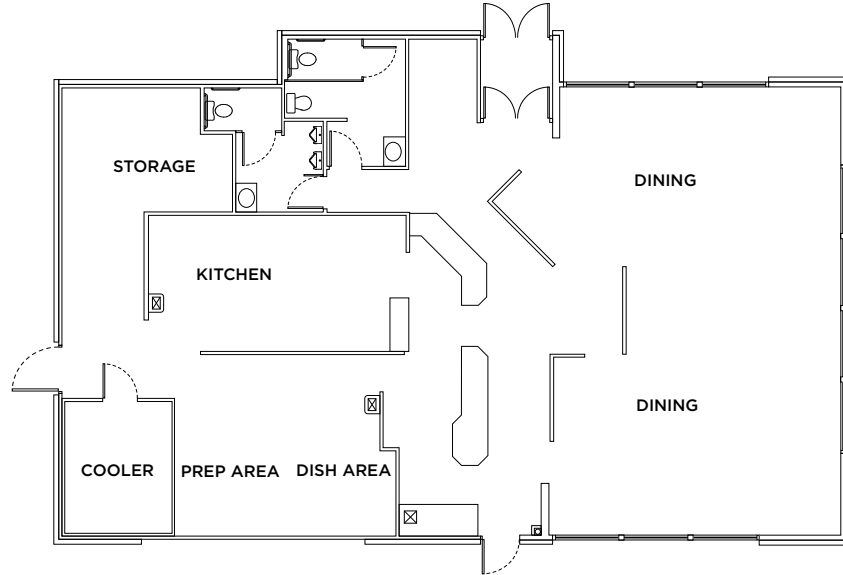 STORAGE
DINING
KITCHEN
DINING
COOLER
PREP AREA
DISH AREA